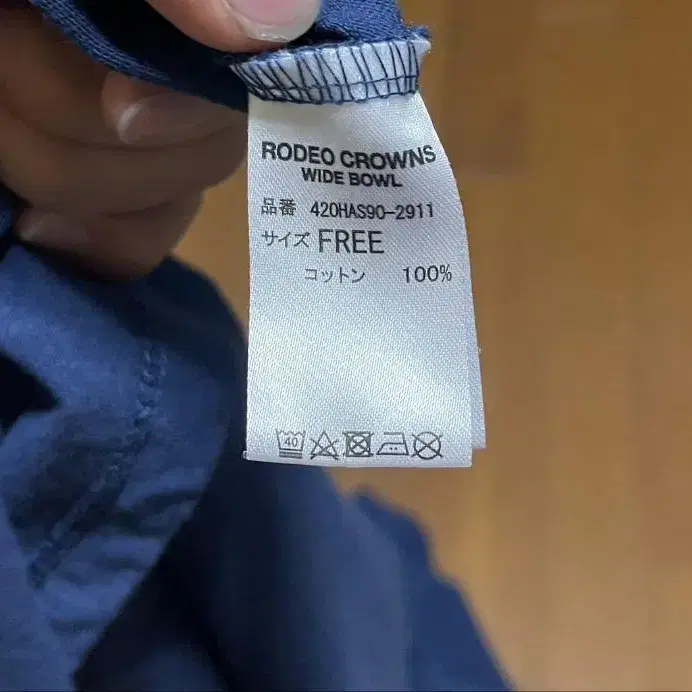 RODEO CROWNS
WIDE BOWL
品番 420HAS90-2911
サイズ FREE
コットン 100%
40